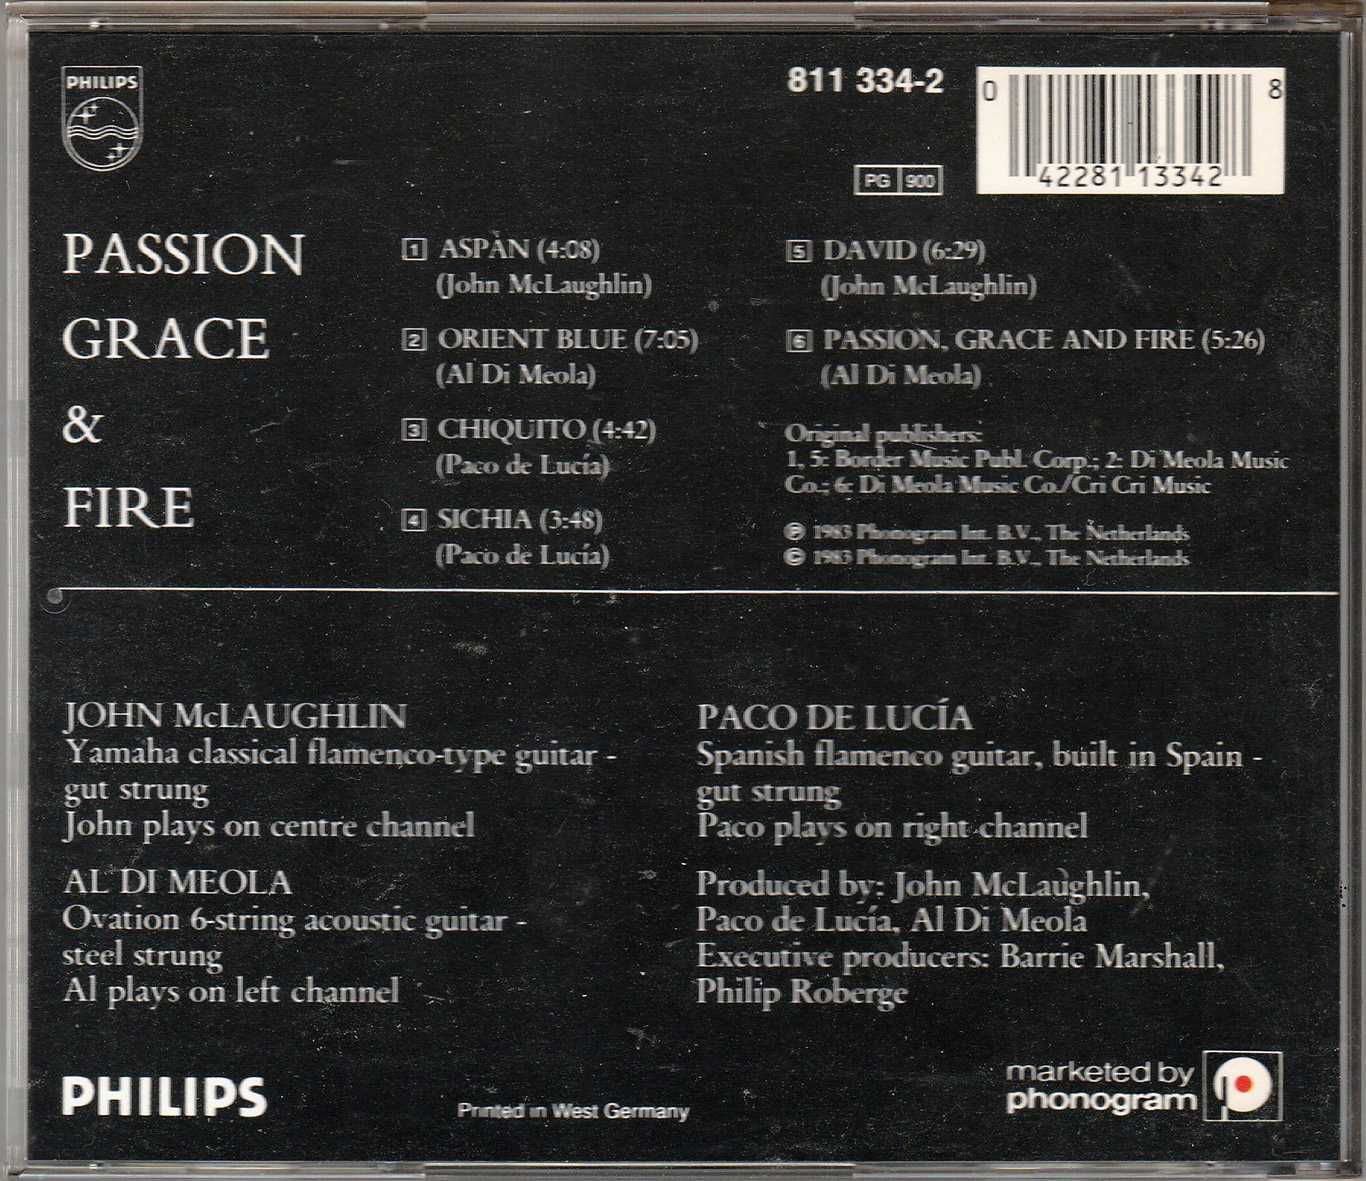 PHILIPS
811 334-2
0 42281 13342 8
PG 900
PASSION
GRACE
&
FIRE
1 ASPÀN (4:08)
(John McLaughlin)
2 ORIENT BLUE (7:05)
(Al Di Meola)
3 CHIQUITO (4:42)
(Paco de Lucía)
4 SICHIA (3:48)
(Paco de Lucía)
5 DAVID (6:29)
(John McLaughlin)
6 PASSION, GRACE AND FIRE (5:26)
(Al Di Meola)
Original publishers:
1, 5: Border Music Publ. Corp.; 2: Di Meola Music
Co.; 6: Di Meola Music Co./Cri Cri Music
℗ 1983 Phonogram Int. B.V., The Netherlands
© 1983 Phonogram Int. B.V., The Netherlands
JOHN McLAUGHLIN
Yamaha classical flamenco-type guitar -
gut strung
John plays on centre channel
AL DI MEOLA
Ovation 6-string acoustic guitar -
steel strung
Al plays on left channel
PACO DE LUCÍA
Spanish flamenco guitar, built in Spain -
gut strung
Paco plays on right channel
Produced by: John McLaughlin,
Paco de Lucía, Al Di Meola
Executive producers: Barrie Marshall,
Philip Roberge
PHILIPS
Printed in West Germany
marketed by
phonogram